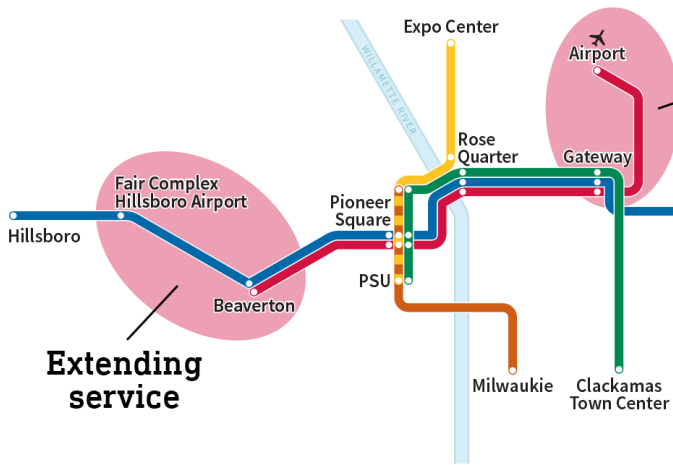 Expo Center
WILLAMETTE RIVER
Airport
Rose
Quarter
Gateway
Fair Complex
Hillsboro Airport
Pioneer
Square
Hillsboro
Beaverton
PSU
Extending
service
Milwaukie
Clackamas
Town Center